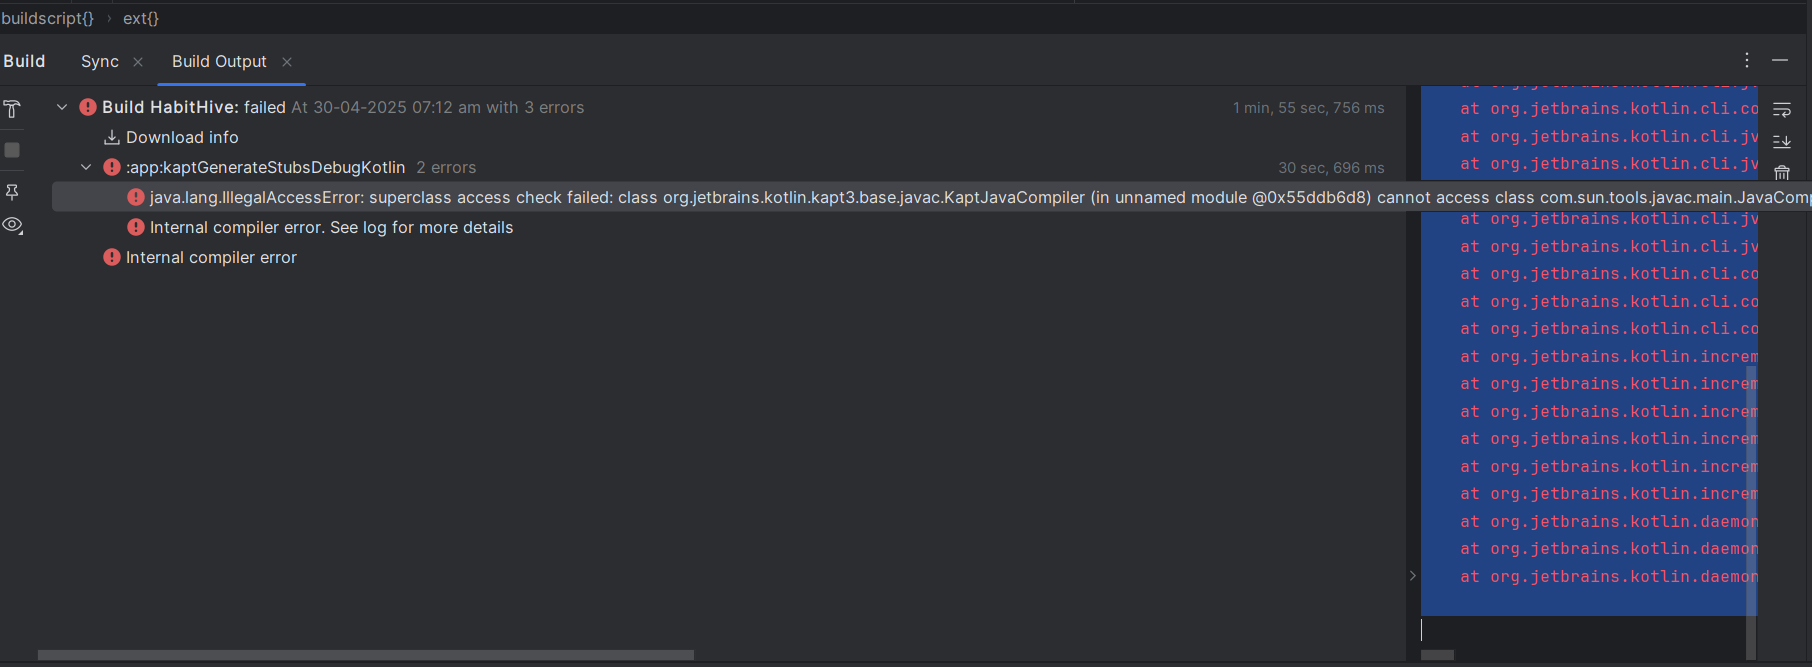 buildscript{} › ext{}
Build Sync Build Output
Build HabitHive: failed At 30-04-2025 07:12 am with 3 errors 1 min, 55 sec, 756 ms
Download info
:app:kaptGenerateStubsDebugKotlin 2 errors 30 sec, 696 ms
java.lang.IllegalAccessError: superclass access check failed: class org.jetbrains.kotlin.kapt3.base.javac.KaptJavaCompiler (in unnamed module @0x55ddb6d8) cannot access class com.sun.tools.javac.main.JavaComp
Internal compiler error. See log for more details
Internal compiler error
at org.jetbrains.kotlin.cli.co
at org.jetbrains.kotlin.cli.jv
at org.jetbrains.kotlin.cli.jv
at org.jetbrains.kotlin.cli.jv
at org.jetbrains.kotlin.cli.jv
at org.jetbrains.kotlin.cli.co
at org.jetbrains.kotlin.cli.co
at org.jetbrains.kotlin.cli.co
at org.jetbrains.kotlin.increm
at org.jetbrains.kotlin.increm
at org.jetbrains.kotlin.increm
at org.jetbrains.kotlin.increm
at org.jetbrains.kotlin.increm
at org.jetbrains.kotlin.increm
at org.jetbrains.kotlin.daemon
at org.jetbrains.kotlin.daemon
at org.jetbrains.kotlin.daemon